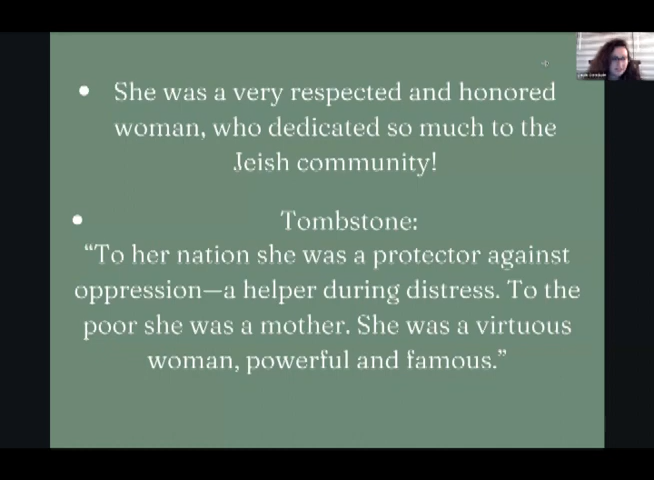 • She was a very respected and honored
woman, who dedicated so much to the
Jeish community!
• Tombstone:
“To her nation she was a protector against
oppression—a helper during distress. To the
poor she was a mother. She was a virtuous
woman, powerful and famous.”